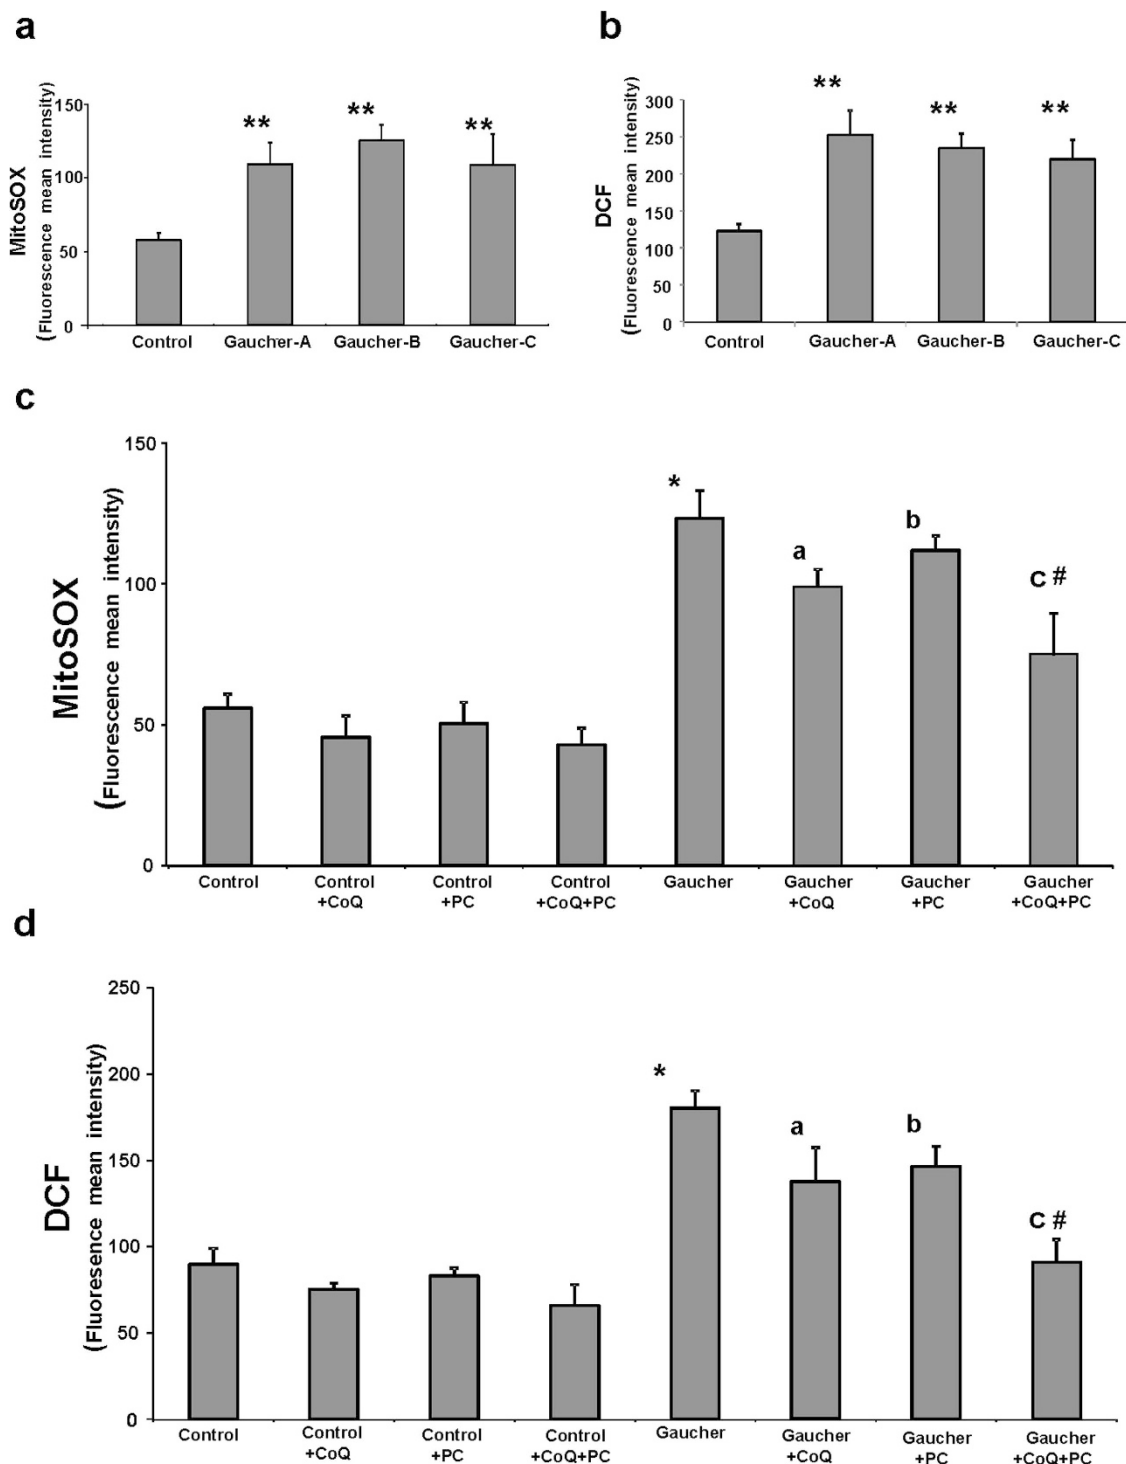 a
MitoSOX
(Fluorescence mean intensity)
150
100
50
0
** ** **
Control Gaucher-A Gaucher-B Gaucher-C
b
DCF
(Fluorescence mean intensity)
300
250
200
150
100
50
0
** ** **
Control Gaucher-A Gaucher-B Gaucher-C
c
MitoSOX
(Fluorescence mean intensity)
150
100
50
0
* a b C #
Control Control Control Control Gaucher Gaucher Gaucher Gaucher
+CoQ +PC +CoQ+PC +CoQ +PC +CoQ+PC
d
DCF
(Fluoresence mean intensity)
250
200
150
100
50
0
* a b C #
Control Control Control Control Gaucher Gaucher Gaucher Gaucher
+CoQ +PC +CoQ+PC +CoQ +PC +CoQ+PC